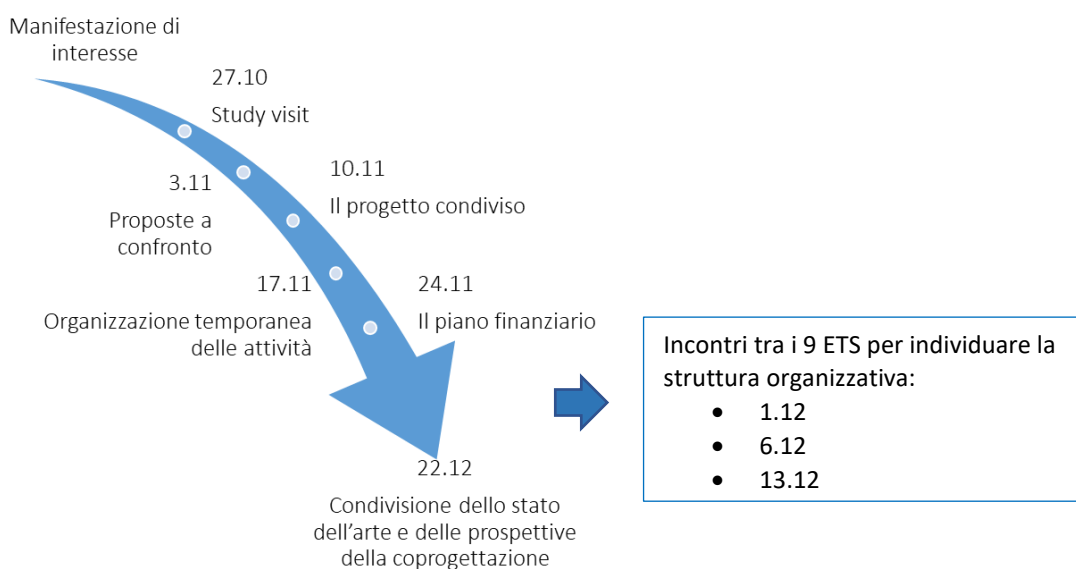 Manifestazione di
interesse
27.10
Study visit
3.11
Proposte a
confronto
10.11
Il progetto condiviso
17.11
Organizzazione temporanea
delle attività
24.11
Il piano finanziario
22.12
Condivisione dello stato
dell’arte e delle prospettive
della coprogettazione
Incontri tra i 9 ETS per individuare la
struttura organizzativa:
• 1.12
• 6.12
• 13.12